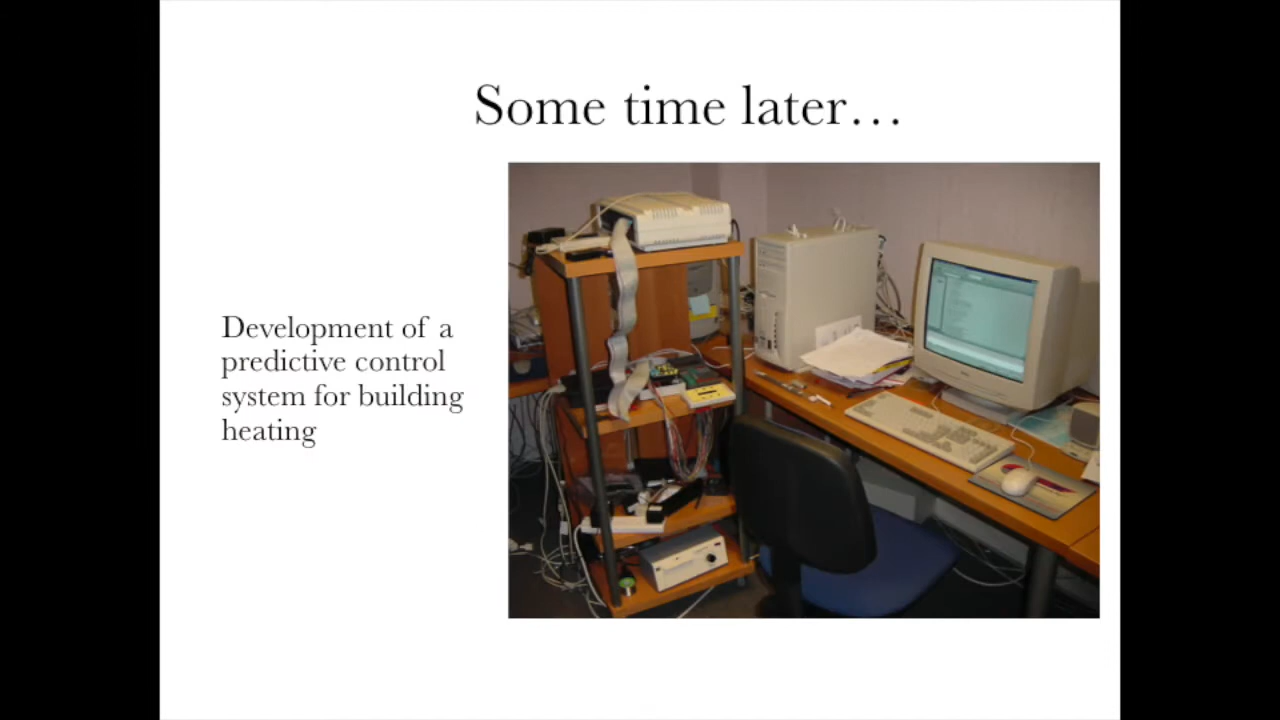 Some time later…
Development of a
predictive control
system for building
heating